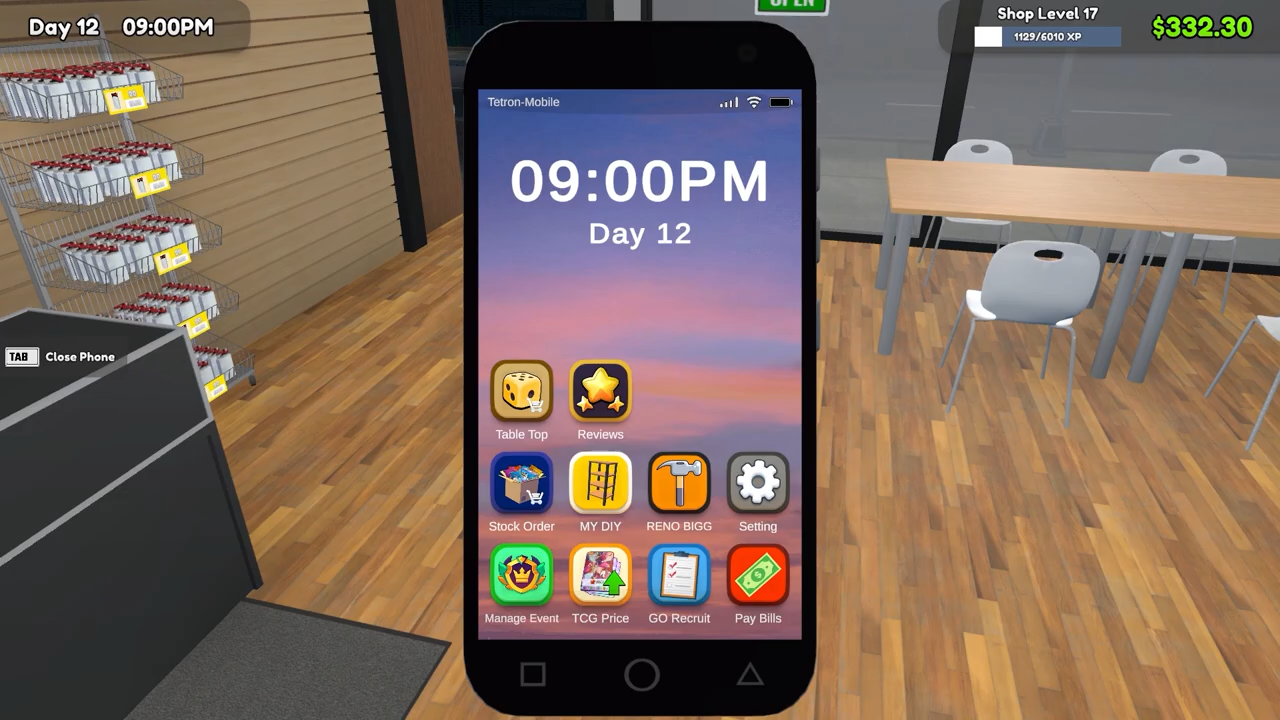 Day 12 09:00PM
OPEN
Shop Level 17
1129/6010 XP
$332.30
Tetron-Mobile
09:00PM
Day 12
TAB Close Phone
Table Top
Reviews
Stock Order
MY DIY
RENO BIGG
Setting
Manage Event
TCG Price
GO Recruit
Pay Bills